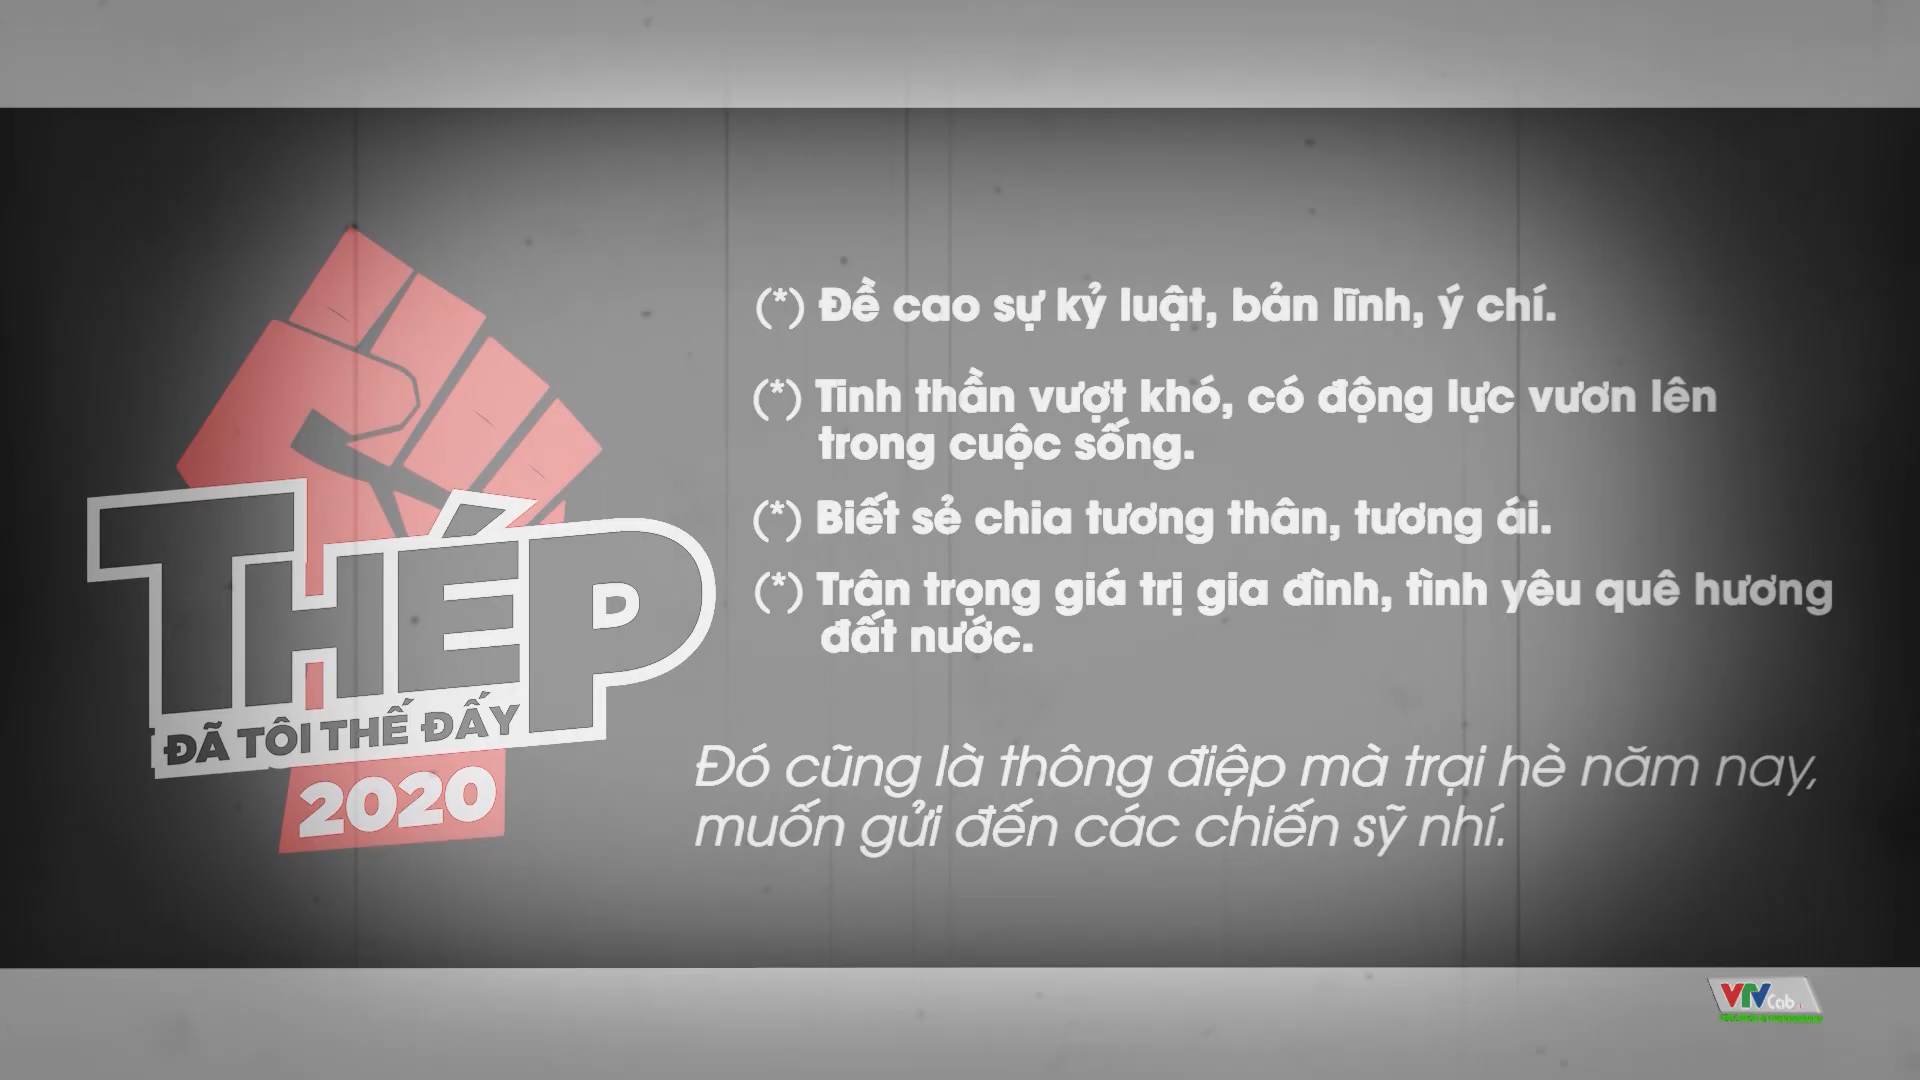 THÉP
ĐÃ TÔI THẾ ĐẤY
2020
(*) Đề cao sự kỷ luật, bản lĩnh, ý chí.
(*) Tinh thần vượt khó, có động lực vươn lên
trong cuộc sống.
(*) Biết sẻ chia tương thân, tương ái.
(*) Trân trọng giá trị gia đình, tình yêu quê hương
đất nước.
Đó cũng là thông điệp mà trại hè năm nay,
muốn gửi đến các chiến sỹ nhí.
VTVCab